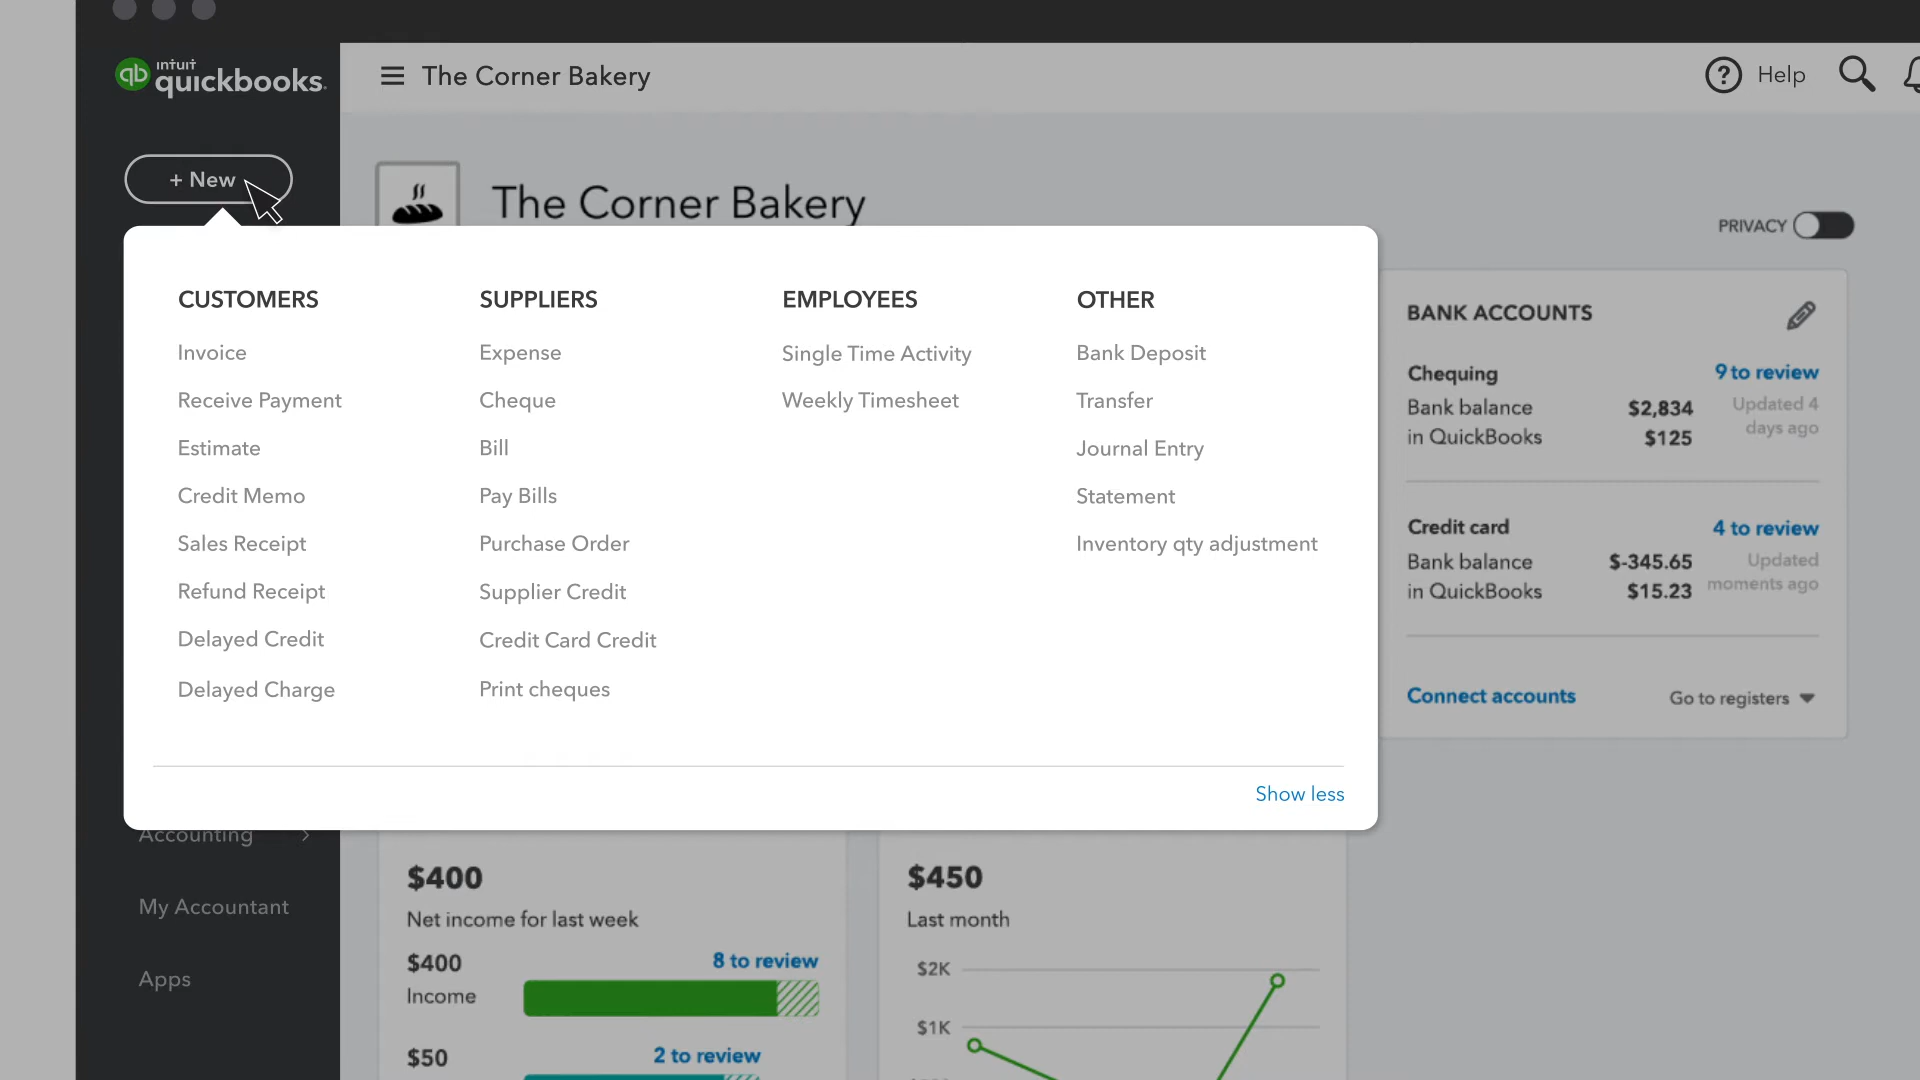 intuit
quickbooks.
The Corner Bakery
Help
+ New
The Corner Bakery
PRIVACY
CUSTOMERS
Invoice
Receive Payment
Estimate
Credit Memo
Sales Receipt
Refund Receipt
Delayed Credit
Delayed Charge
SUPPLIERS
Expense
Cheque
Bill
Pay Bills
Purchase Order
Supplier Credit
Credit Card Credit
Print cheques
EMPLOYEES
Single Time Activity
Weekly Timesheet
OTHER
Bank Deposit
Transfer
Journal Entry
Statement
Inventory qty adjustment
Show less
BANK ACCOUNTS
Chequing 9 to review
Bank balance $2,834 Updated 4
in QuickBooks $125 days ago
Credit card 4 to review
Bank balance $-345.65 Updated
in QuickBooks $15.23 moments ago
Connect accounts Go to registers
Accounting
My Accountant
Apps
$400
Net income for last week
$400 8 to review
Income
$50 2 to review
$450
Last month
$2K
$1K